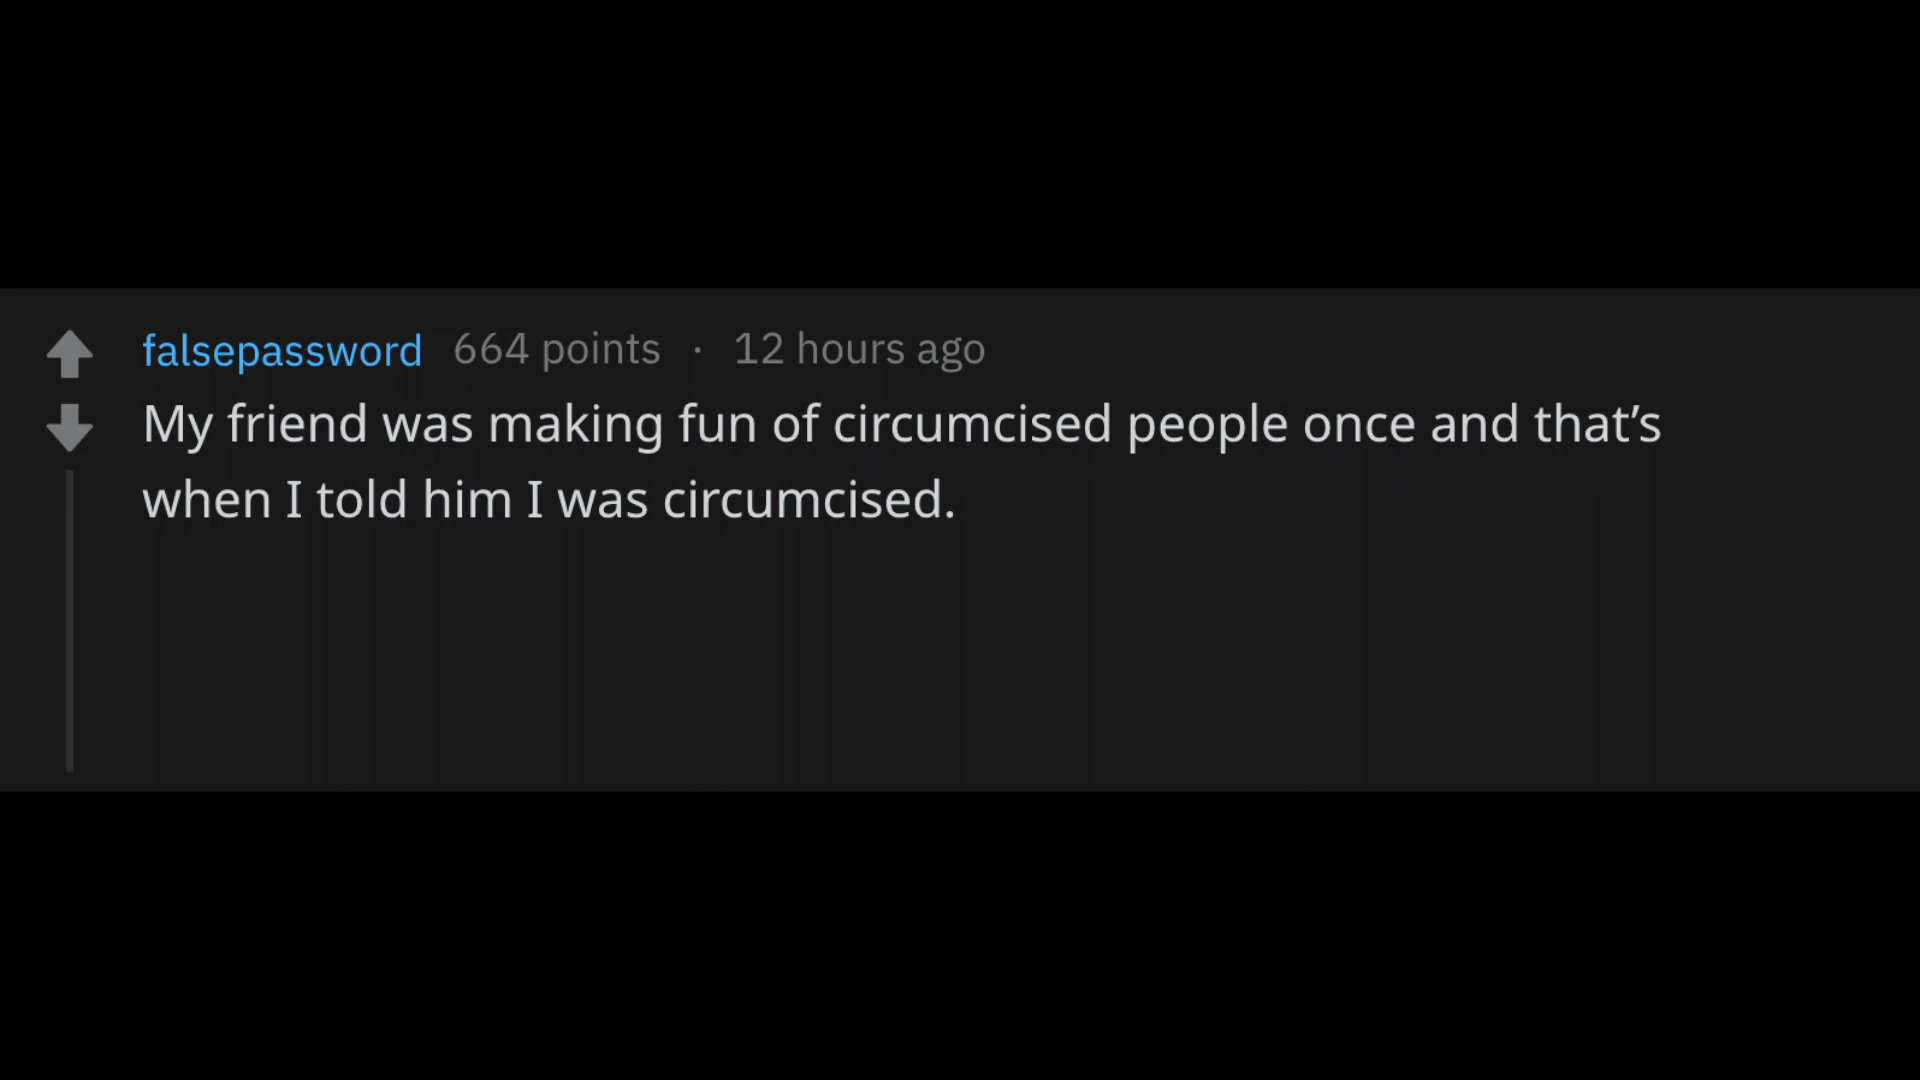 falsepassword 664 points · 12 hours ago
My friend was making fun of circumcised people once and that’s
when I told him I was circumcised.